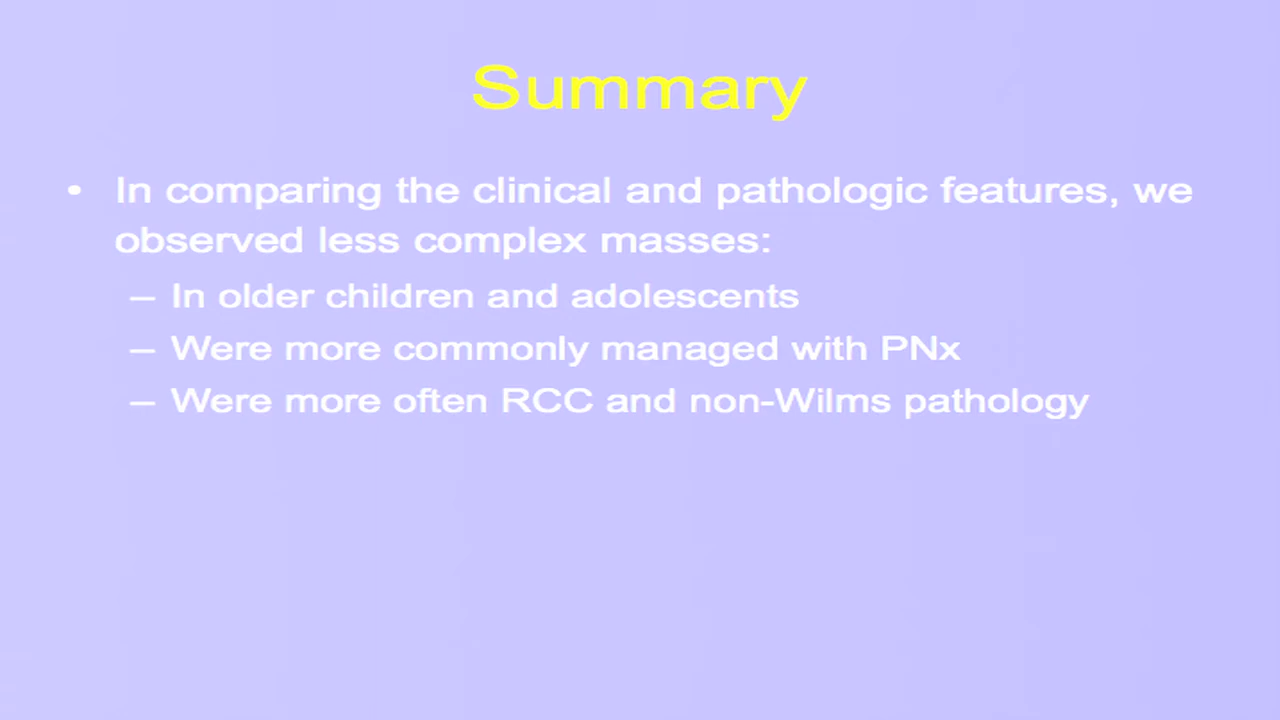 Summary
• In comparing the clinical and pathologic features, we
observed less complex masses:
– In older children and adolescents
– Were more commonly managed with PNx
– Were more often RCC and non-Wilms pathology